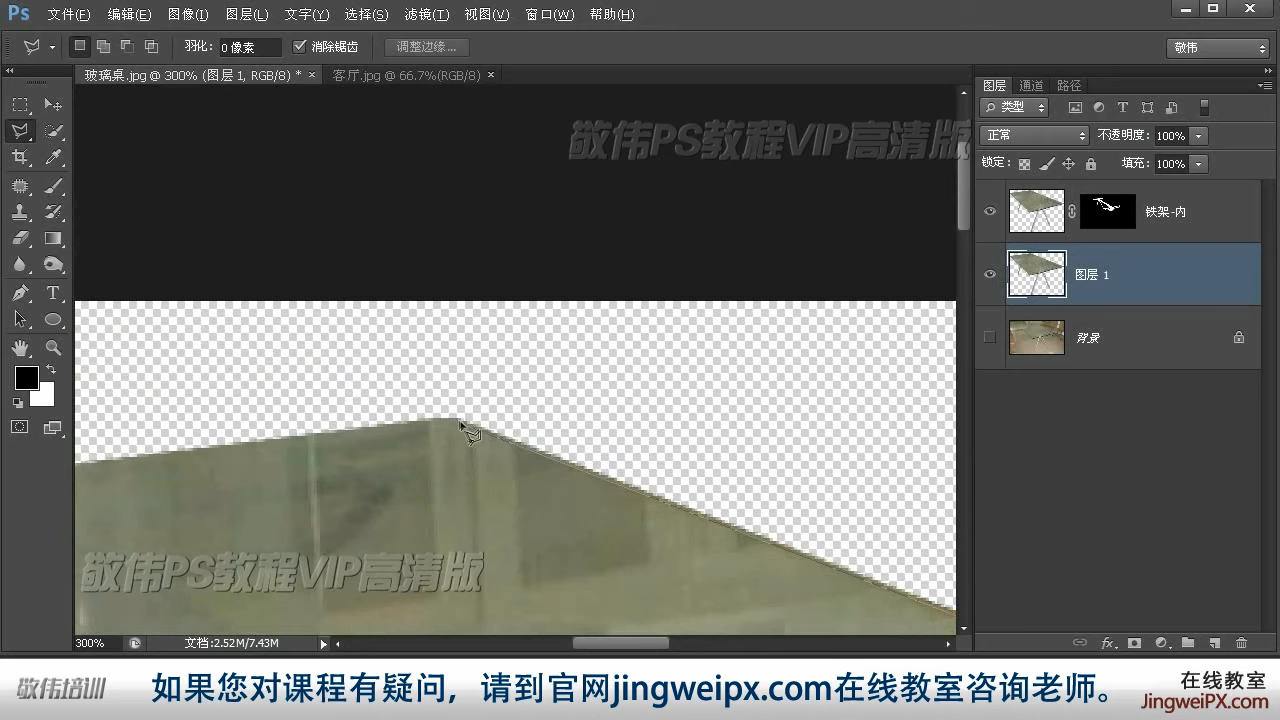 Ps 文件(F) 编辑(E) 图像(I) 图层(L) 文字(Y) 选择(S) 滤镜(T) 视图(V) 窗口(W) 帮助(H)
羽化: 0 像素 消除锯齿 调整边缘... 敬伟
玻璃桌.jpg @ 300% (图层 1, RGB/8) * × 客厅.jpg @ 66.7%(RGB/8) ×
图层 通道 路径
类型
正常 不透明度: 100%
锁定: 填充: 100%
铁架-内
图层 1
背景
敬伟PS教程VIP高清版
敬伟PS教程VIP高清版
300% 文档:2.52M/7.43M
敬伟培训
如果您对课程有疑问，请到官网jingweipx.com在线教室咨询老师。
在线教室
JingweiPX.com